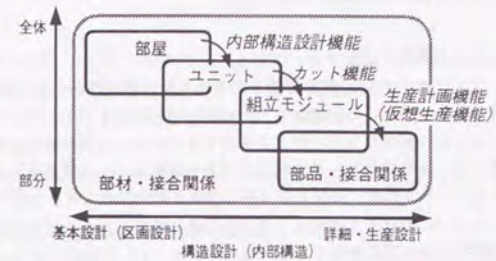 全体
部屋
内部構造設計機能
ユニット
カット機能
組立モジュール
生産計画機能
(仮想生産機能)
部分
部材・接合関係
部品・接合関係
基本設計(区画設計)
詳細・生産設計
構造設計(内部構造)